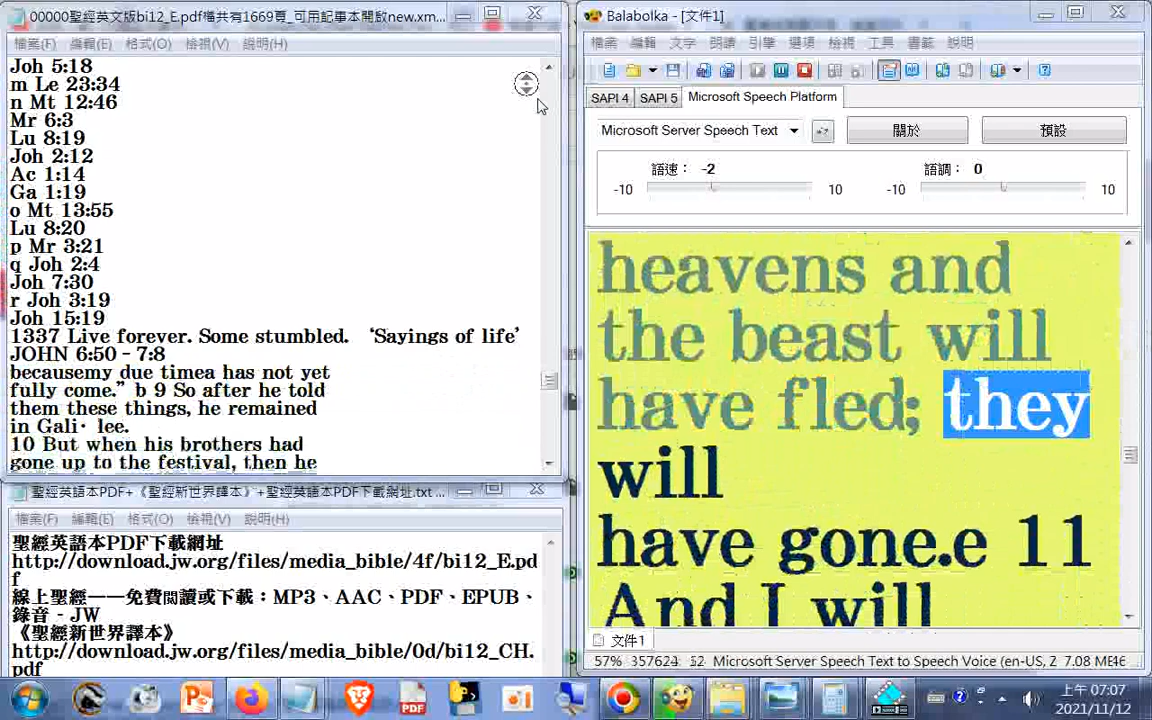 00000聖經英文版bi12_E.pdf檔共有1669頁_可用記事本開啟new.xm...
檔案(F) 編輯(E) 格式(O) 檢視(V) 說明(H)
Joh 5:18
m Le 23:34
n Mt 12:46
Mr 6:3
Lu 8:19
Joh 2:12
Ac 1:14
Ga 1:19
o Mt 13:55
Lu 8:20
p Mr 3:21
q Joh 2:4
Joh 7:30
r Joh 3:19
Joh 15:19
1337 Live forever. Some stumbled. ‘Sayings of life’
JOHN 6:50 – 7:8
becausemy due timea has not yet
fully come.” b 9 So after he told
them these things, he remained
in Gali· lee.
10 But when his brothers had
gone up to the festival, then he
聖經英語本PDF+《聖經新世界譯本》+聖經英語本PDF下載網址.txt ...
檔案(F) 編輯(E) 格式(O) 檢視(V) 說明(H)
聖經英語本PDF下載網址
http://download.jw.org/files/media_bible/4f/bi12_E.pd
f
線上聖經——免費閱讀或下載：MP3、AAC、PDF、EPUB、
錄音 - JW
《聖經新世界譯本》
http://download.jw.org/files/media_bible/0d/bi12_CH.
pdf
Balabolka - [文件1]
檔案 編輯 文字 朗讀 引擎 選項 檢視 工具 書籤 說明
SAPI 4 SAPI 5 Microsoft Speech Platform
Microsoft Server Speech Text 關於 預設
語速： -2 語調： 0
-10 10 -10 10
heavens and
the beast will
have fled; they
will
have gone.e 11
And I will
文件1
57% 357624 52 Microsoft Server Speech Text to Speech Voice (en-US, Z 7.08 ME46
上午 07:07
2021/11/12